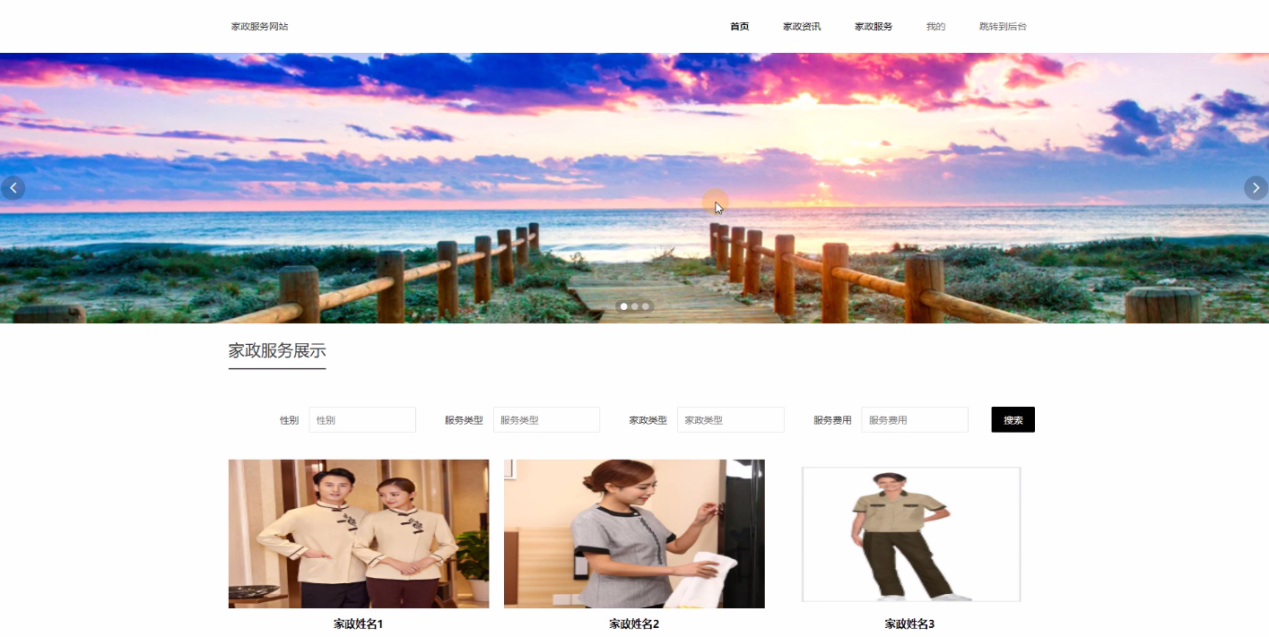 家政服务网站 首页 家政资讯 家政服务 我的 跳转到后台
家政服务展示
性别 性别 服务类型 服务类型 家政类型 家政类型 服务费用 服务费用 搜索
家政姓名1 家政姓名2 家政姓名3